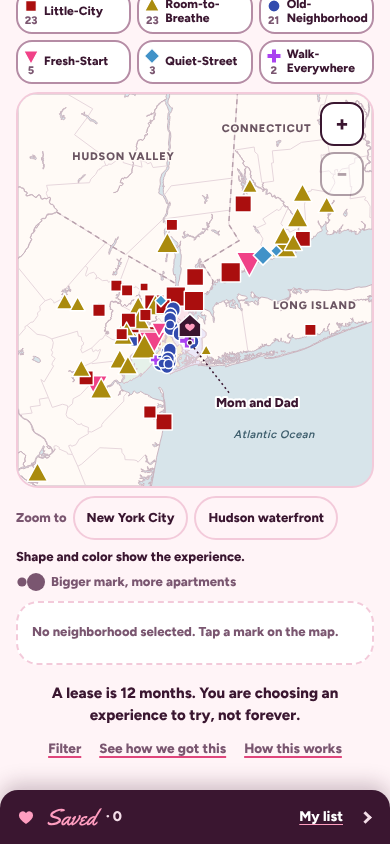 Little-City
23
Room-to-
Breathe
23
Old-
Neighborhood
21
Fresh-Start
5
Quiet-Street
3
Walk-
Everywhere
2
CONNECTICUT
+
−
HUDSON VALLEY
LONG ISLAND
Mom and Dad
Atlantic Ocean
Zoom to
New York City
Hudson waterfront
Shape and color show the experience.
Bigger mark, more apartments
No neighborhood selected. Tap a mark on the map.
A lease is 12 months. You are choosing an
experience to try, not forever.
Filter See how we got this How this works
Saved · 0 My list